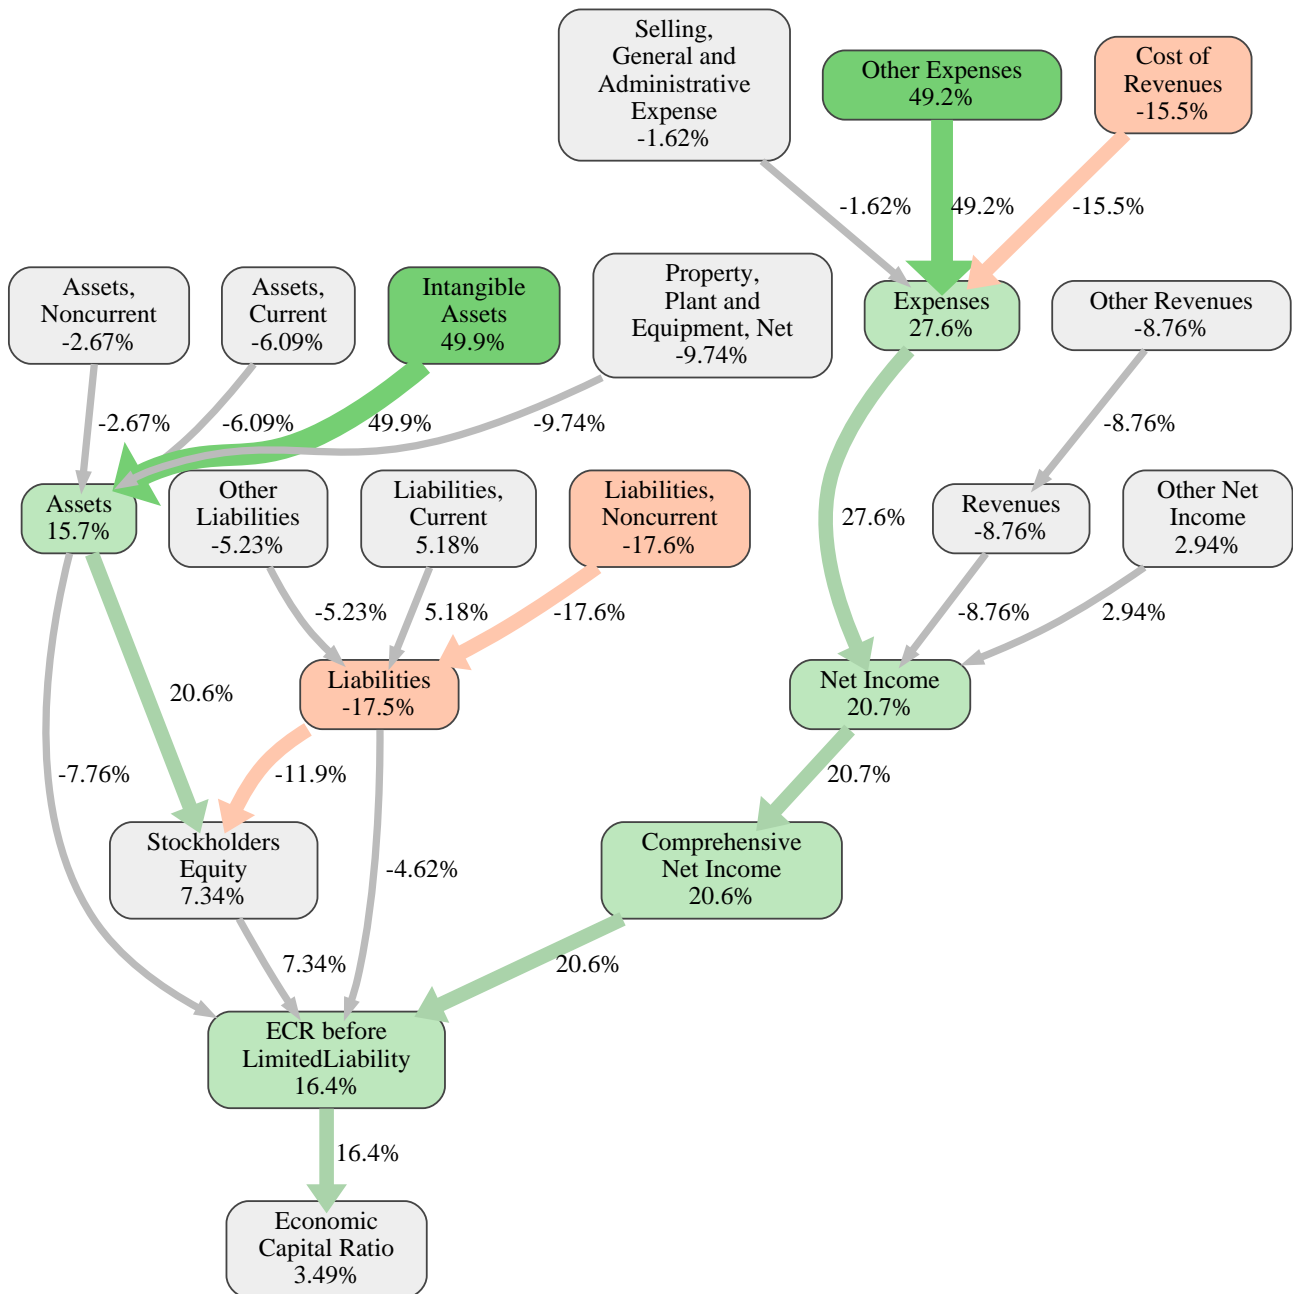 Selling,
General and
Administrative
Expense
-1.62%
Other Expenses
49.2%
Cost of
Revenues
-15.5%
-1.62%
49.2%
-15.5%
Assets,
Noncurrent
-2.67%
Assets,
Current
-6.09%
Intangible
Assets
49.9%
Property,
Plant and
Equipment, Net
-9.74%
Expenses
27.6%
Other Revenues
-8.76%
-2.67%
-6.09%
49.9%
-9.74%
-8.76%
Assets
15.7%
Other
Liabilities
-5.23%
Liabilities,
Current
5.18%
Liabilities,
Noncurrent
-17.6%
27.6%
Revenues
-8.76%
Other Net
Income
2.94%
-5.23%
5.18%
-17.6%
-8.76%
2.94%
20.6%
Liabilities
-17.5%
Net Income
20.7%
-7.76%
-11.9%
20.7%
Stockholders
Equity
7.34%
-4.62%
Comprehensive
Net Income
20.6%
7.34%
20.6%
ECR before
LimitedLiability
16.4%
16.4%
Economic
Capital Ratio
3.49%